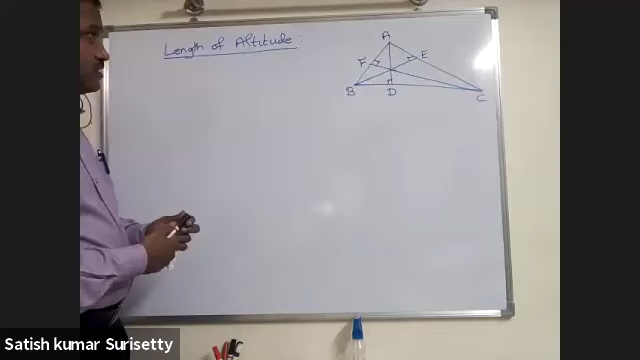 Length of Altitude :
A
F
E
B
D
C
Satish kumar Surisetty